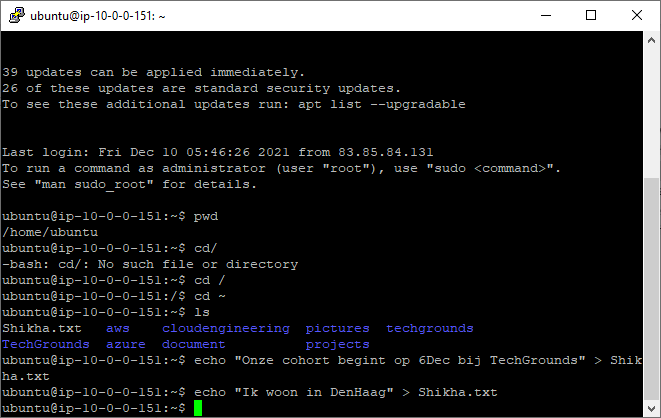 ubuntu@ip-10-0-0-151: ~
39 updates can be applied immediately.
26 of these updates are standard security updates.
To see these additional updates run: apt list --upgradable
Last login: Fri Dec 10 05:46:26 2021 from 83.85.84.131
To run a command as administrator (user "root"), use "sudo <command>".
See "man sudo_root" for details.
ubuntu@ip-10-0-0-151:~$ pwd
/home/ubuntu
ubuntu@ip-10-0-0-151:~$ cd/
-bash: cd/: No such file or directory
ubuntu@ip-10-0-0-151:~$ cd /
ubuntu@ip-10-0-0-151:/$ cd ~
ubuntu@ip-10-0-0-151:~$ ls
Shikha.txt   aws    cloudengineering  pictures  techgrounds
TechGrounds  azure  document          projects
ubuntu@ip-10-0-0-151:~$ echo "Onze cohort begint op 6Dec bij TechGrounds" > Shik
ha.txt
ubuntu@ip-10-0-0-151:~$ echo "Ik woon in DenHaag" > Shikha.txt
ubuntu@ip-10-0-0-151:~$